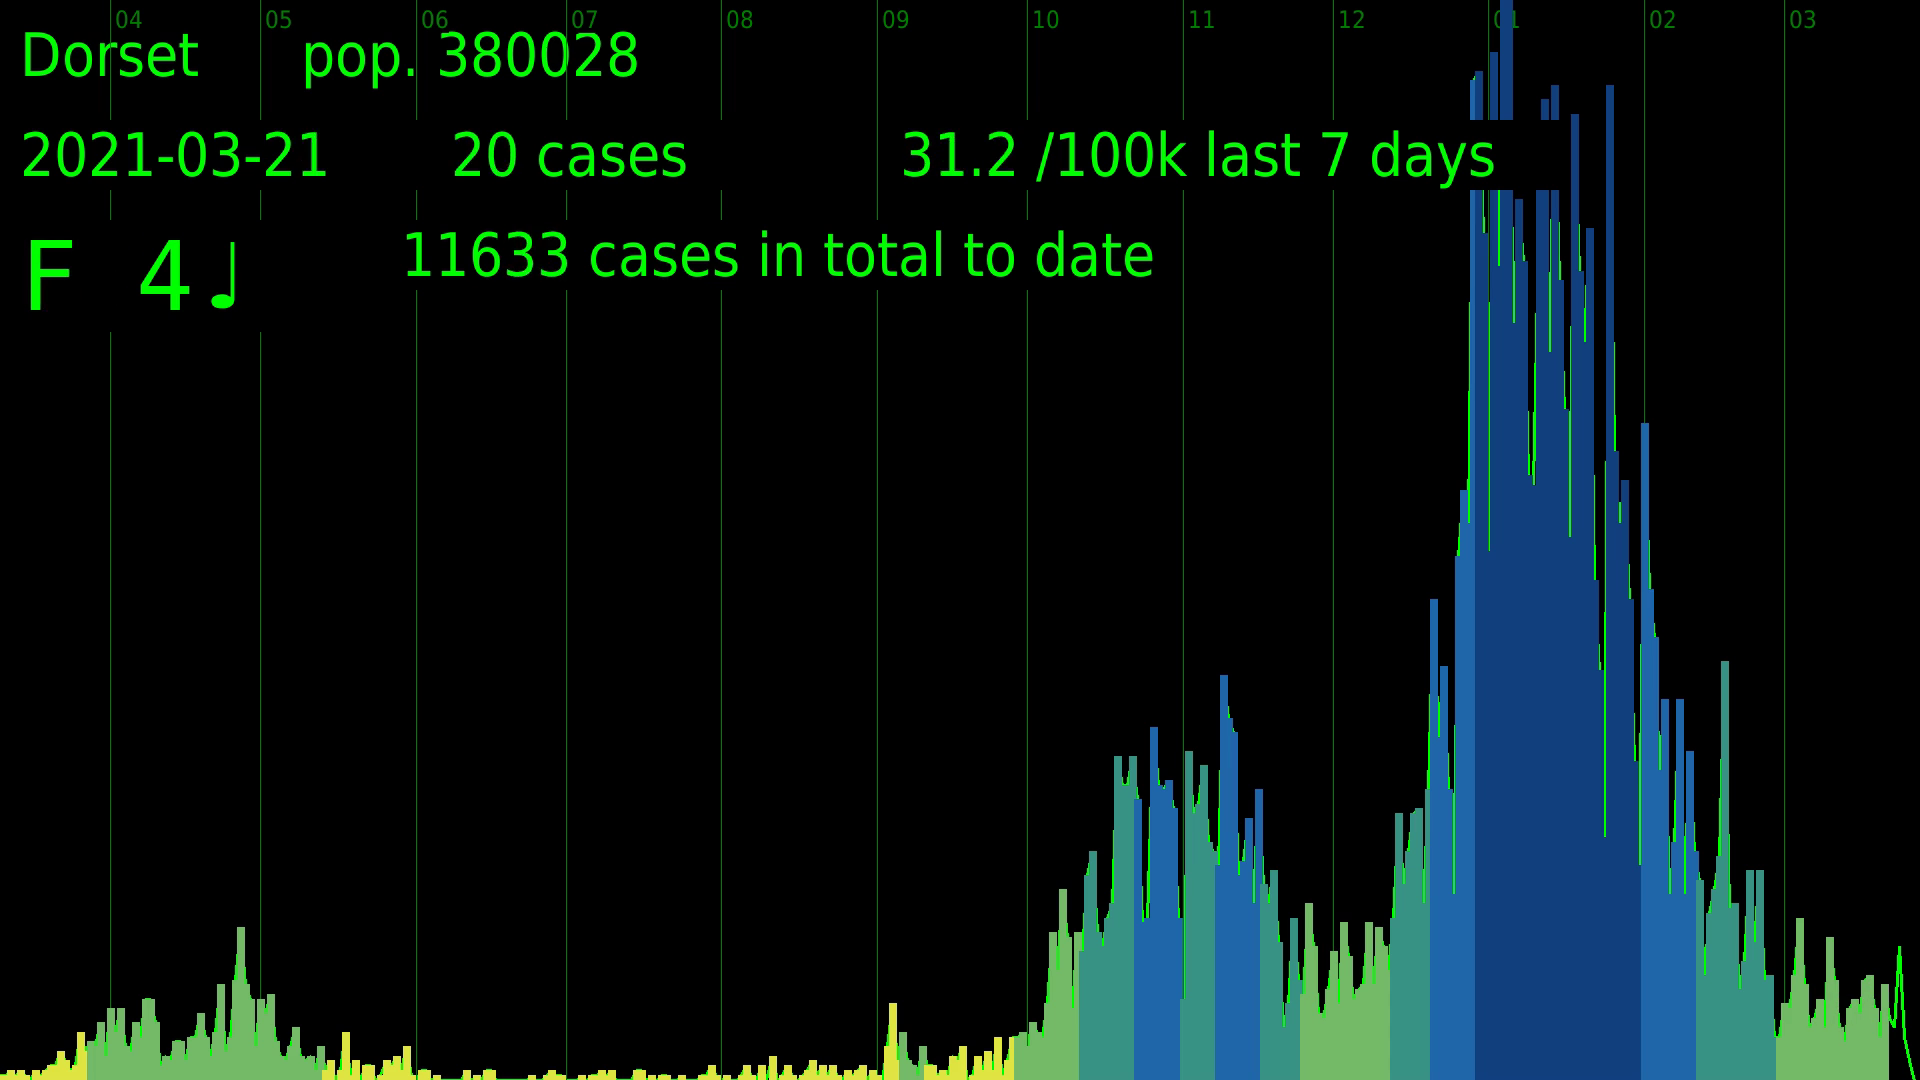 04 05 06 07 08 09 10 11 12 01 02 03
Dorset pop. 380028
2021-03-21 20 cases 31.2 /100k last 7 days
F 4♩ 11633 cases in total to date